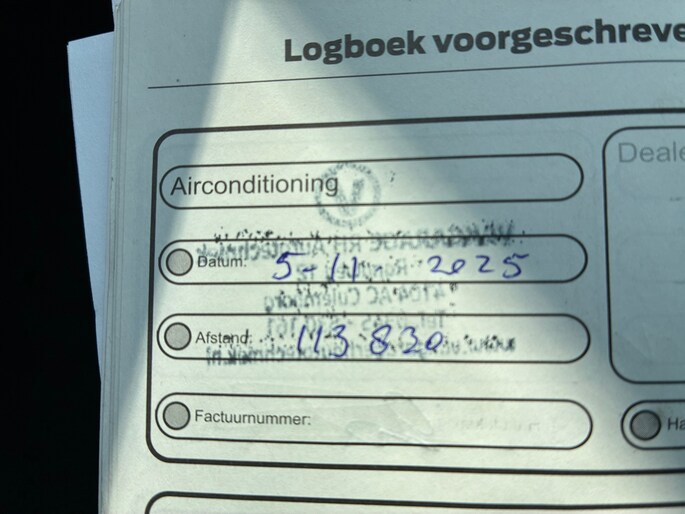 Logboek voorgeschreve
Airconditioning
Datum: 5-11-2025
Afstand: 113 830
Factuurnummer:
Deale
Ha